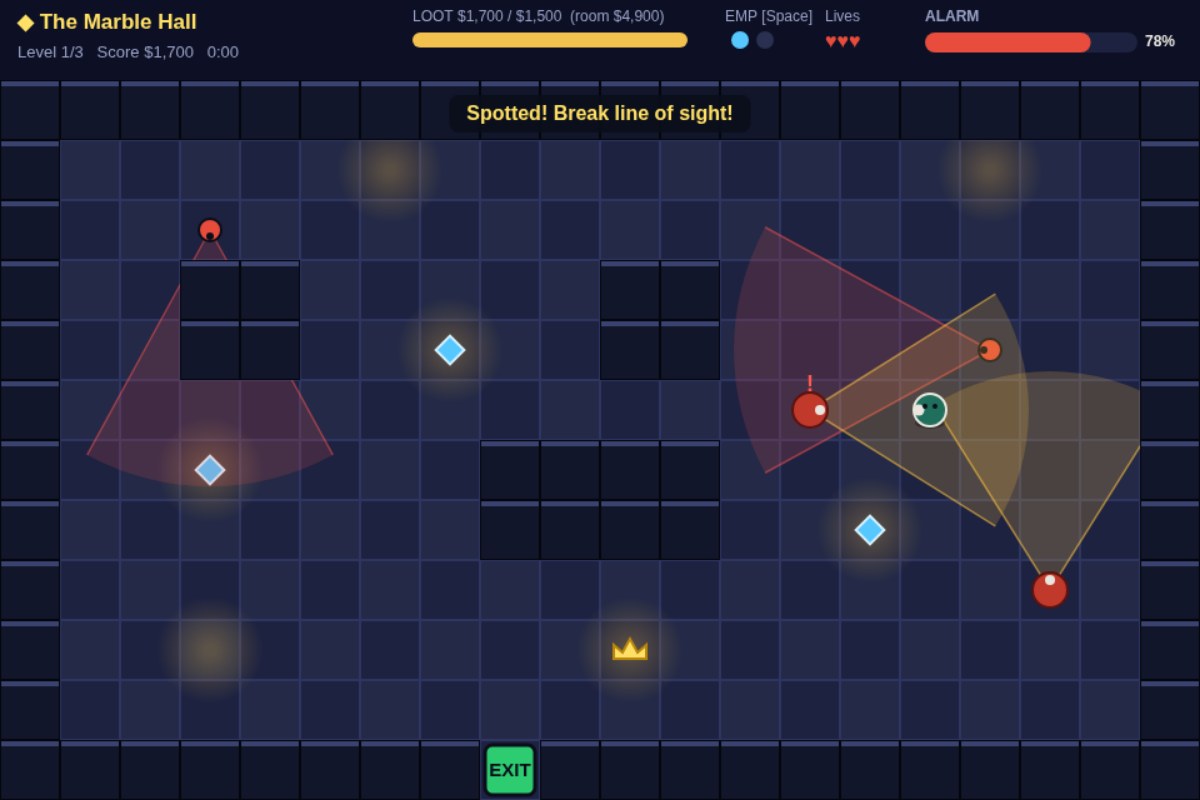 ◆ The Marble Hall
Level 1/3 Score $1,700 0:00
LOOT $1,700 / $1,500 (room $4,900)
EMP [Space]
Lives
♥♥♥
ALARM
78%
Spotted! Break line of sight!
!
EXIT